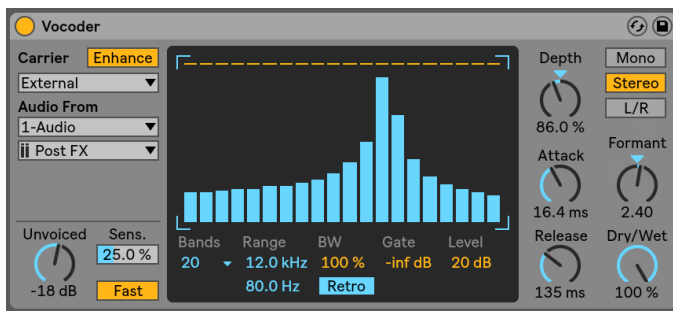 Vocoder
Carrier Enhance
External
Audio From
1-Audio
Post FX
Unvoiced Sens.
25.0 %
-18 dB Fast
Bands Range BW Gate Level
20 12.0 kHz 100 % -inf dB 20 dB
80.0 Hz Retro
Depth Mono
Stereo
L/R
86.0 %
Attack Formant
16.4 ms 2.40
Release Dry/Wet
135 ms 100 %